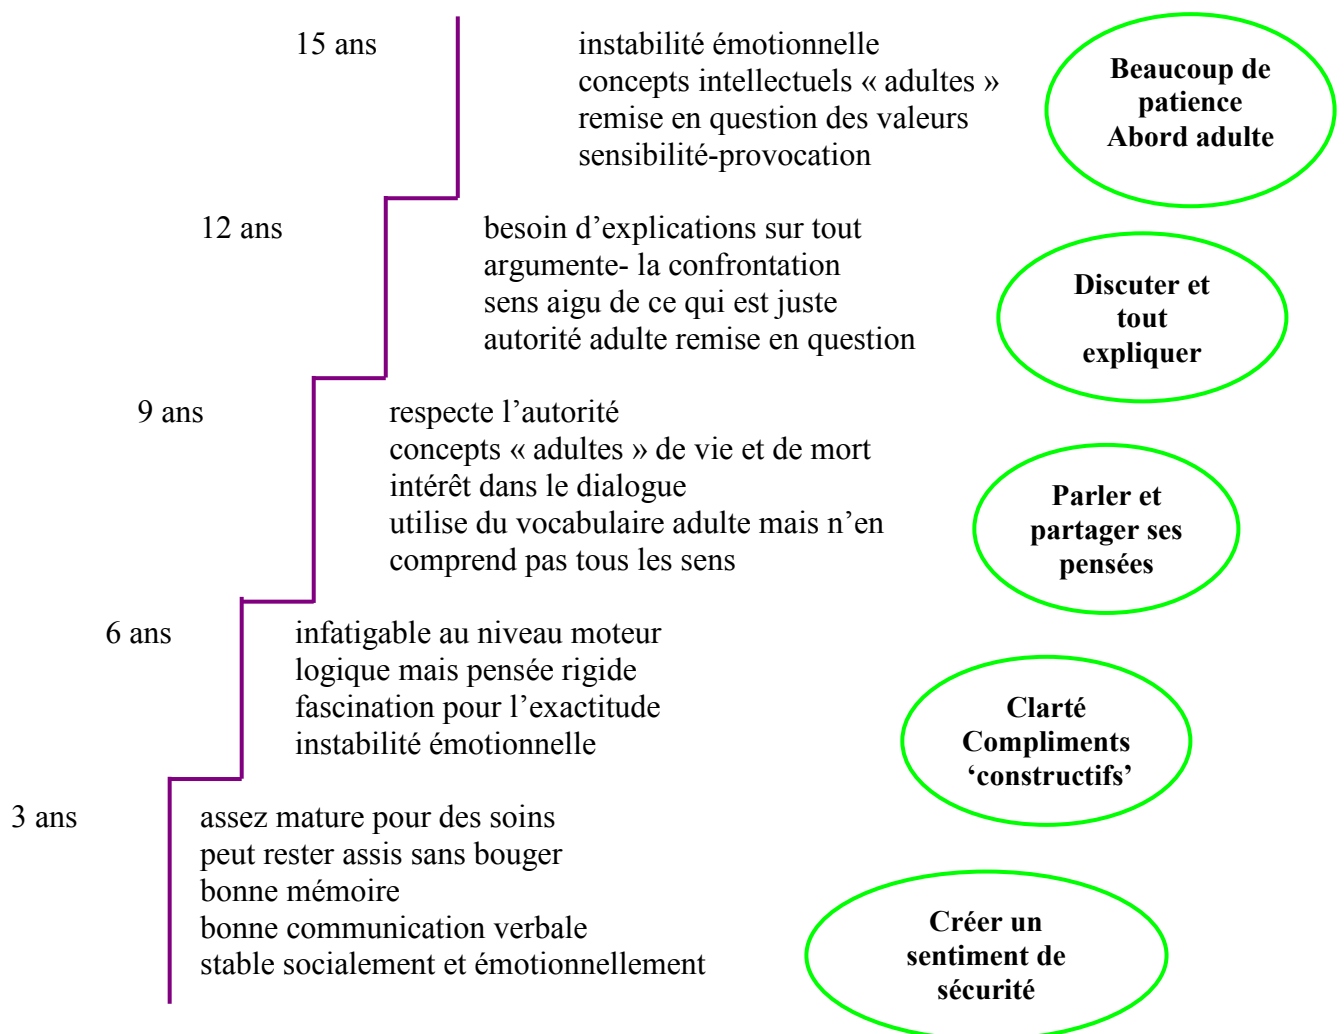 15 ans
instabilité émotionnelle
concepts intellectuels « adultes »
remise en question des valeurs
sensibilité-provocation
Beaucoup de
patience
Abord adulte
12 ans
besoin d’explications sur tout
argumente- la confrontation
sens aigu de ce qui est juste
autorité adulte remise en question
Discuter et
tout
expliquer
9 ans
respecte l’autorité
concepts « adultes » de vie et de mort
intérêt dans le dialogue
utilise du vocabulaire adulte mais n’en
comprend pas tous les sens
Parler et
partager ses
pensées
6 ans
infatigable au niveau moteur
logique mais pensée rigide
fascination pour l’exactitude
instabilité émotionnelle
Clarté
Compliments
‘constructifs’
3 ans
assez mature pour des soins
peut rester assis sans bouger
bonne mémoire
bonne communication verbale
stable socialement et émotionnellement
Créer un
sentiment de
sécurité